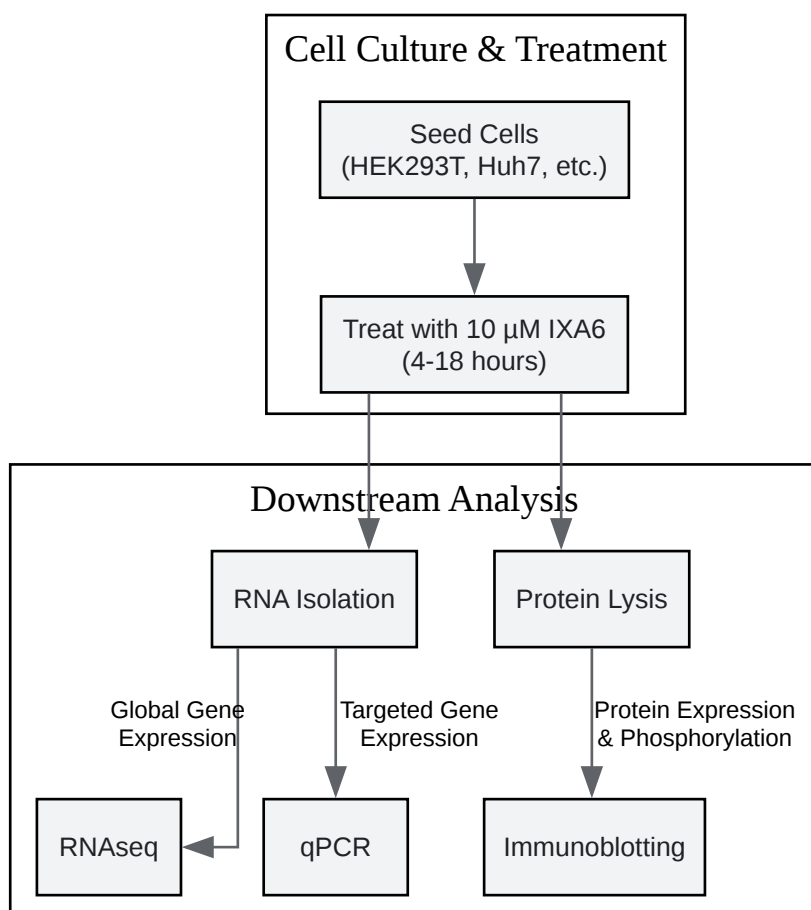 Cell Culture & Treatment
Seed Cells
(HEK293T, Huh7, etc.)
Treat with 10 µM IXA6
(4-18 hours)
Downstream Analysis
RNA Isolation
Protein Lysis
Global Gene
Expression
Targeted Gene
Expression
Protein Expression
& Phosphorylation
RNAseq
qPCR
Immunoblotting